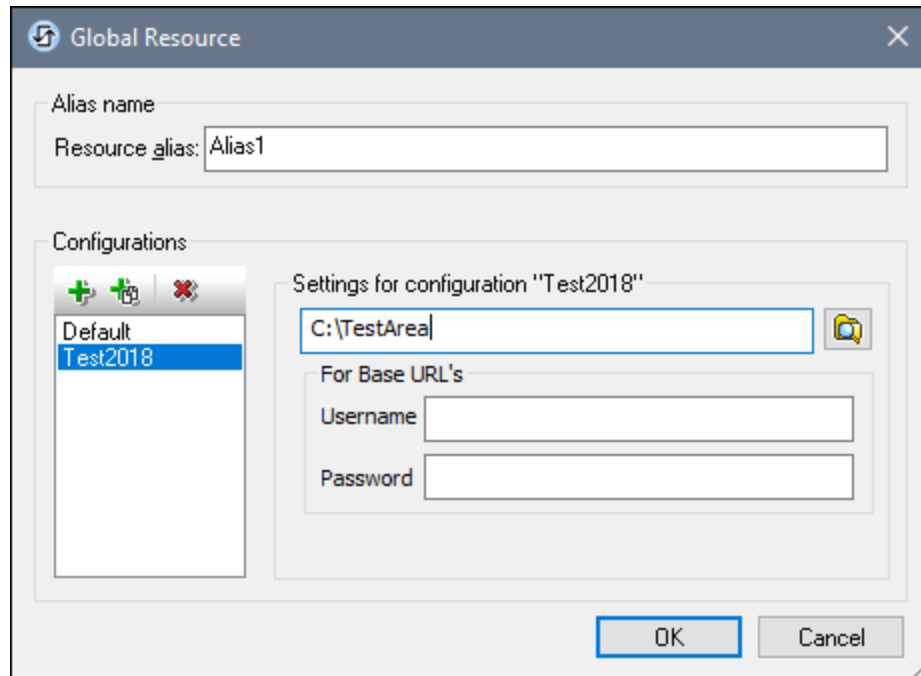 Global Resource
Alias name
Resource alias: Alias1
Configurations
Settings for configuration "Test2018"
Default
Test2018
C:\TestArea
For Base URL's
Username
Password
OK Cancel